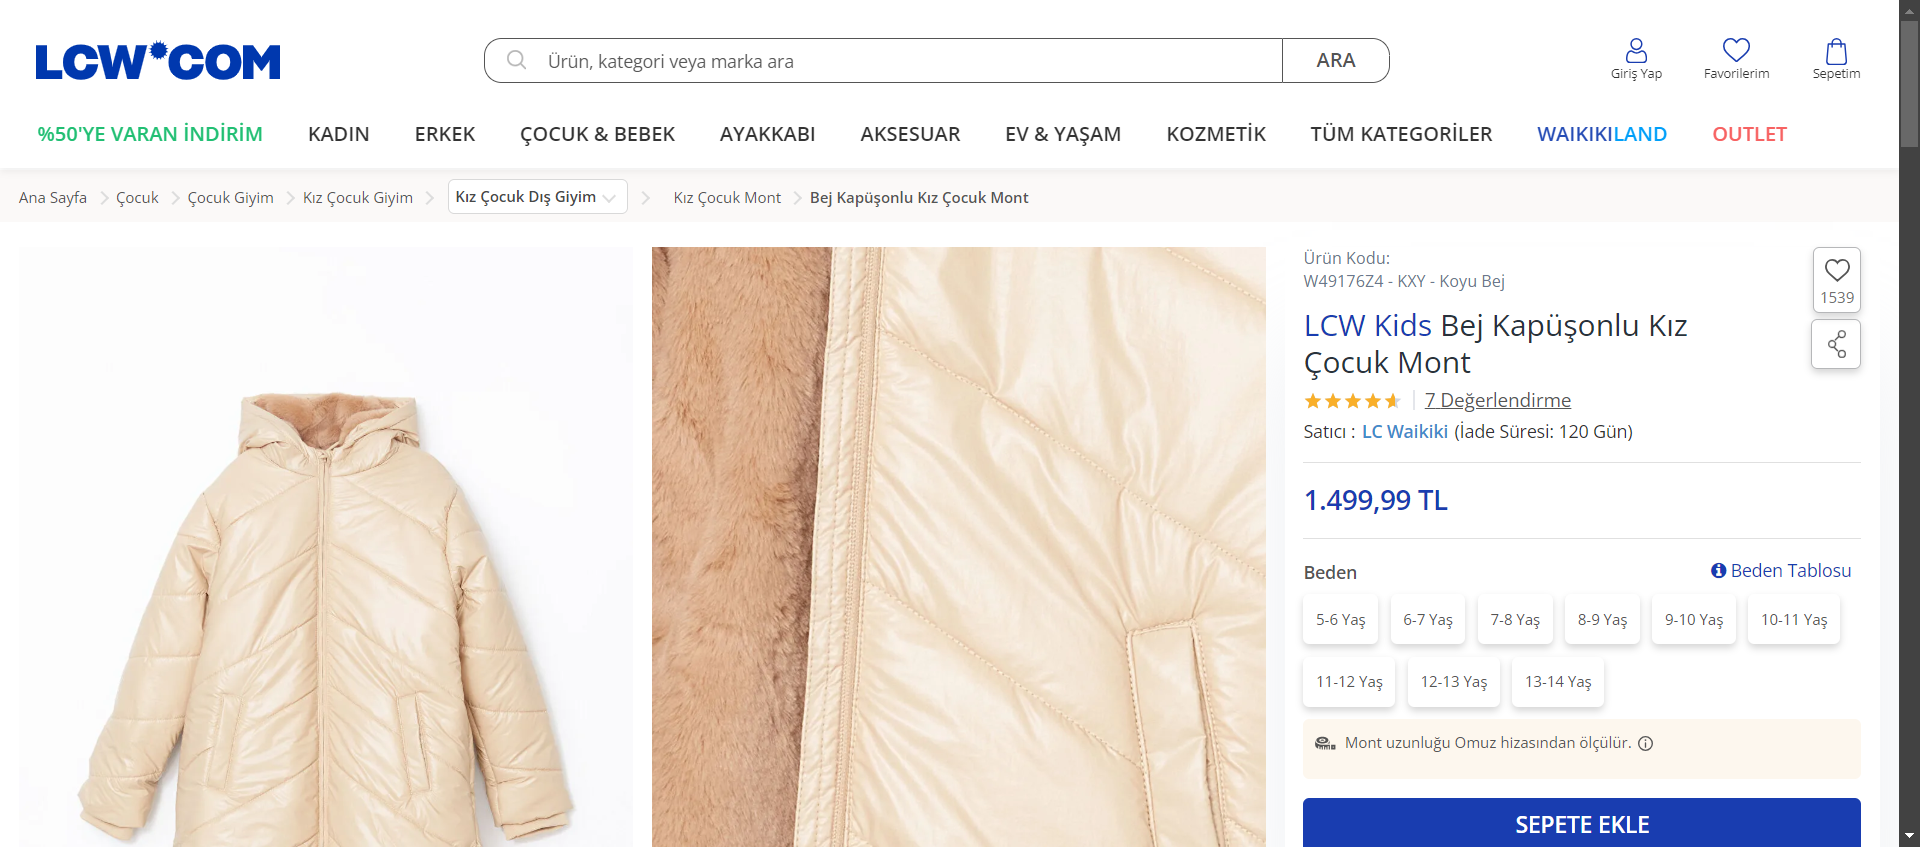 LCW COM
Ürün, kategori veya marka ara
ARA
Giriş Yap
Favorilerim
Sepetim
%50'YE VARAN İNDİRİM
KADIN
ERKEK
ÇOCUK & BEBEK
AYAKKABI
AKSESUAR
EV & YAŞAM
KOZMETİK
TÜM KATEGORİLER
WAIKIKILAND
OUTLET
Ana Sayfa
Çocuk
Çocuk Giyim
Kız Çocuk Giyim
Kız Çocuk Dış Giyim
Kız Çocuk Mont
Bej Kapüşonlu Kız Çocuk Mont
Ürün Kodu:
W49176Z4 - KXY - Koyu Bej
1539
LCW Kids Bej Kapüşonlu Kız
Çocuk Mont
7 Değerlendirme
Satıcı : LC Waikiki (İade Süresi: 120 Gün)
1.499,99 TL
Beden
Beden Tablosu
5-6 Yaş
6-7 Yaş
7-8 Yaş
8-9 Yaş
9-10 Yaş
10-11 Yaş
11-12 Yaş
12-13 Yaş
13-14 Yaş
Mont uzunluğu Omuz hizasından ölçülür.
SEPETE EKLE